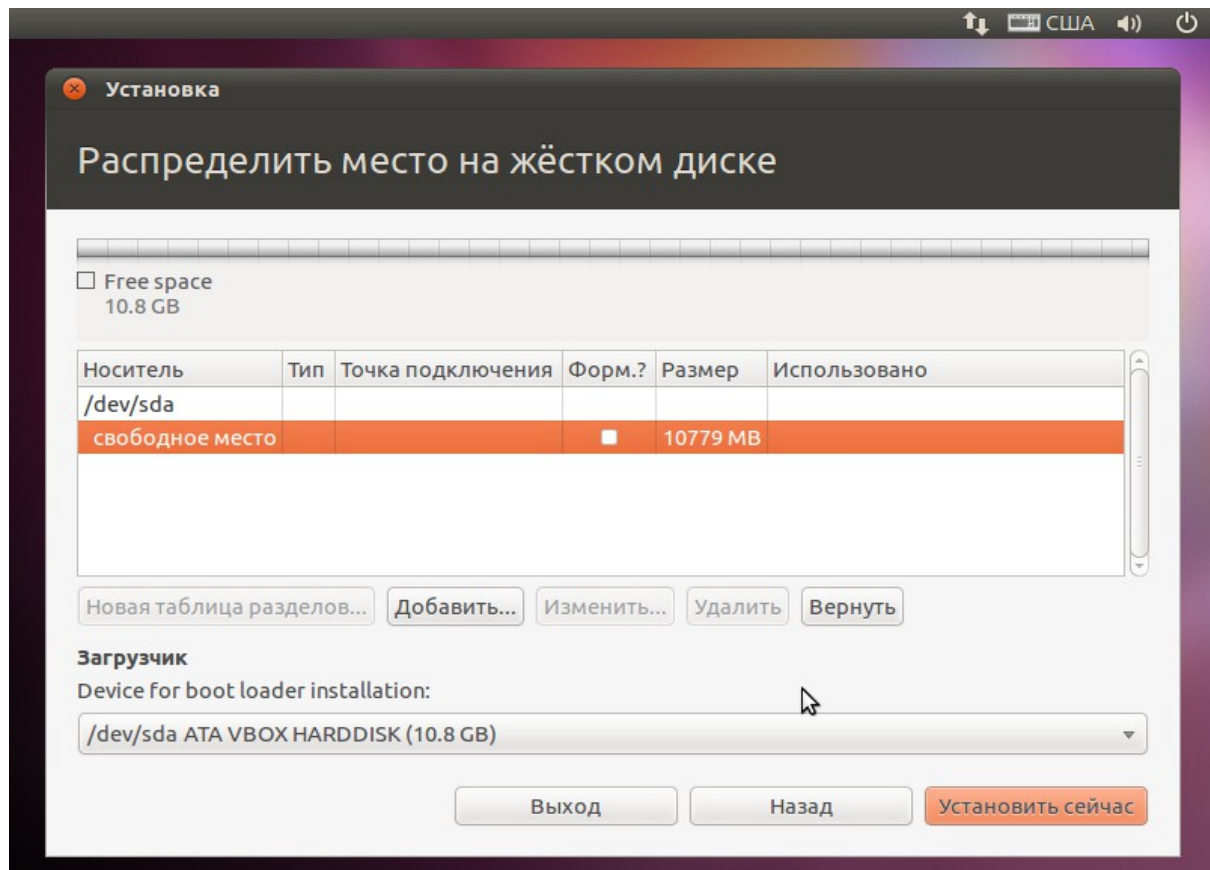 США
Установка
Распределить место на жёстком диске
Free space
10.8 GB
Носитель Тип Точка подключения Форм.? Размер Использовано
/dev/sda
свободное место 10779 MB
Новая таблица разделов... Добавить... Изменить... Удалить Вернуть
Загрузчик
Device for boot loader installation:
/dev/sda ATA VBOX HARDDISK (10.8 GB)
Выход Назад Установить сейчас